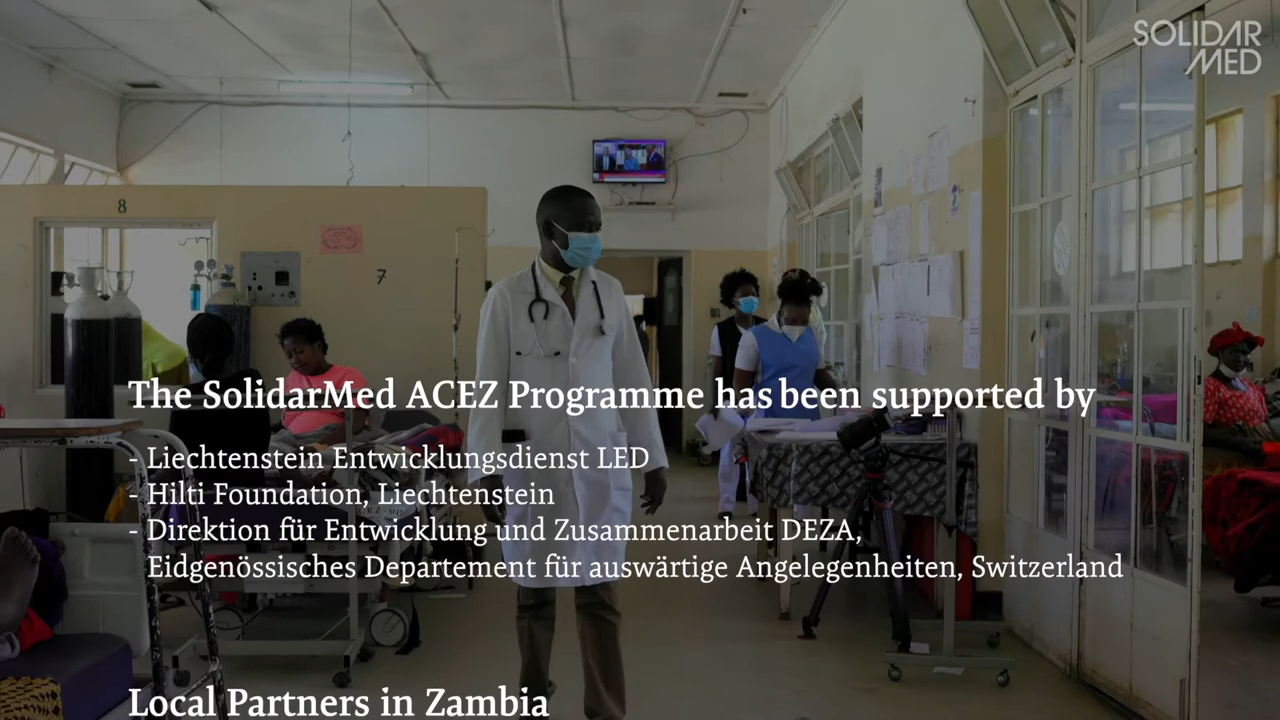 SOLIDAR
MED
8
7
The SolidarMed ACEZ Programme has been supported by
- Liechtenstein Entwicklungsdienst LED
- Hilti Foundation, Liechtenstein
- Direktion für Entwicklung und Zusammenarbeit DEZA,
Eidgenössisches Departement für auswärtige Angelegenheiten, Switzerland
Local Partners in Zambia